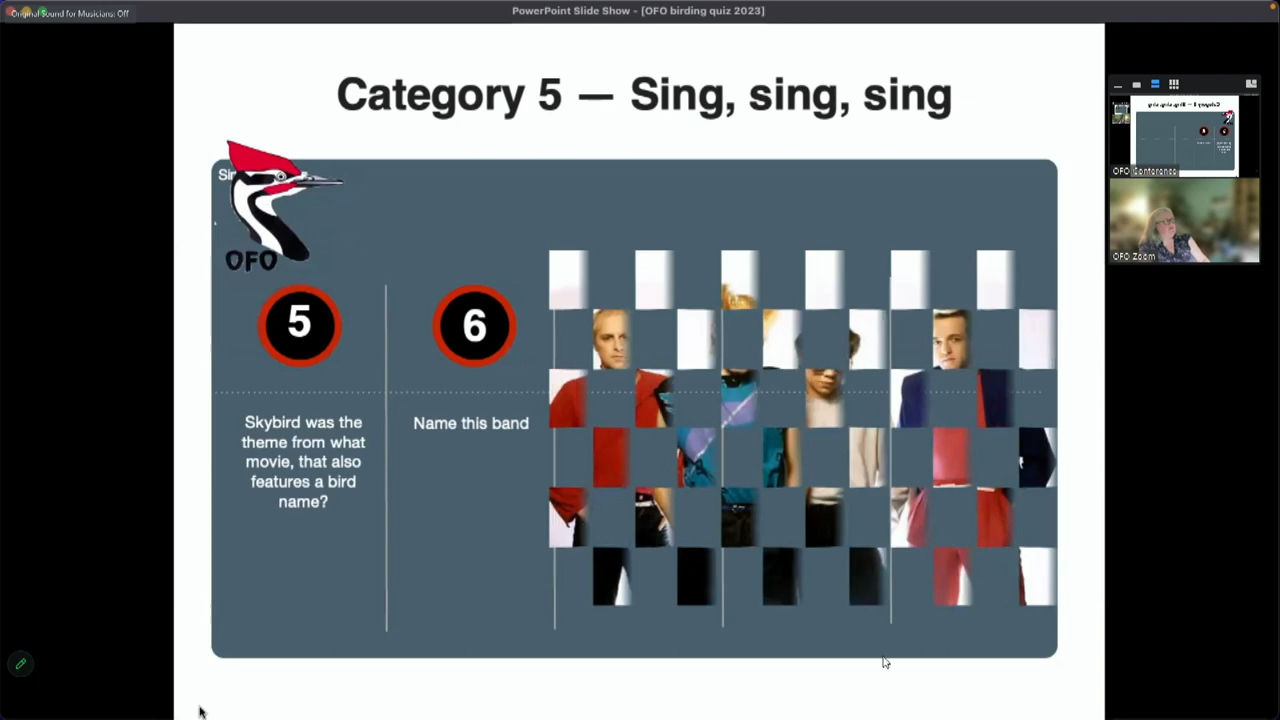 Original Sound for Musicians: Off
PowerPoint Slide Show - [OFO birding quiz 2023]
Category 5 — Sing, sing, sing
OFO
5
6
Skybird was the
theme from what
movie, that also
features a bird
name?
Name this band
OFO Conference
OFO Zoom